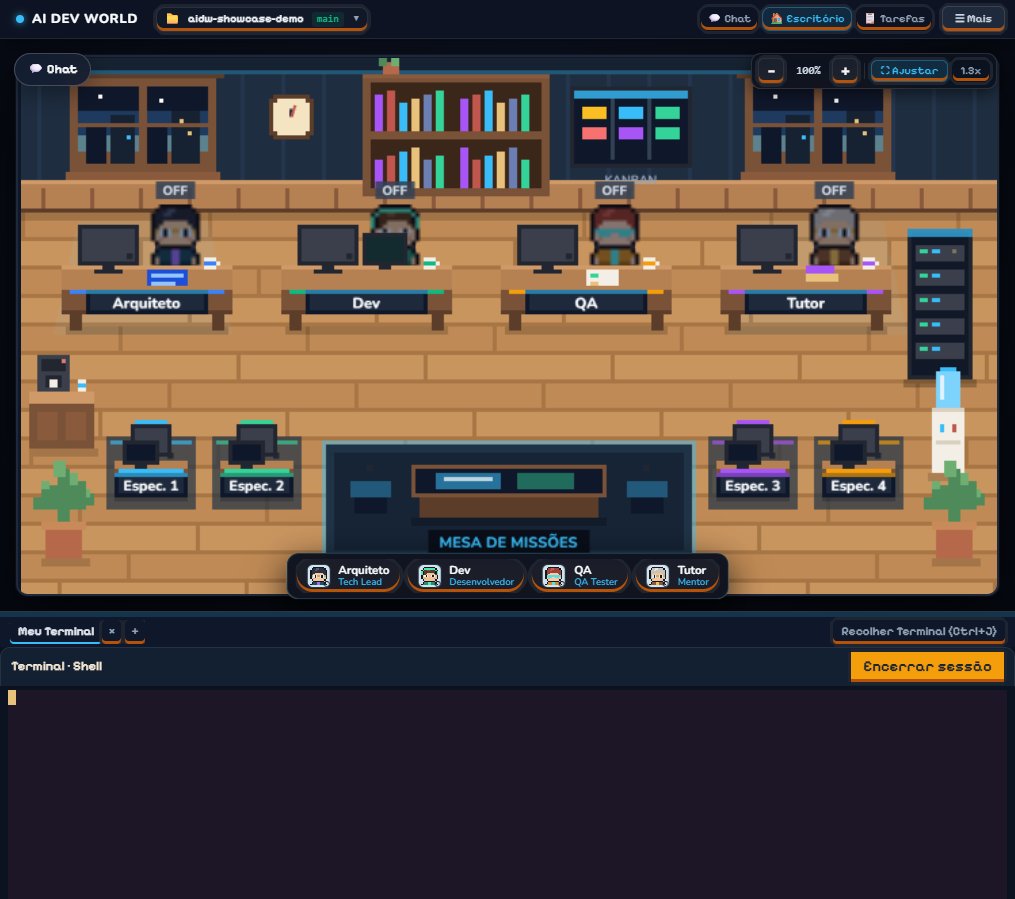 AI DEV WORLD
aidw-showcase-demo main ▼
Chat
Escritório
Tarefas
☰ Mais
Chat
- 100% +
Ajustar
1.3x
KANBAN
OFF
OFF
OFF
OFF
Arquiteto
Dev
QA
Tutor
Espec. 1
Espec. 2
Espec. 3
Espec. 4
MESA DE MISSÕES
Arquiteto
Tech Lead
Dev
Desenvolvedor
QA
QA Tester
Tutor
Mentor
Meu Terminal × +
Recolher Terminal (Ctrl+J)
Terminal · Shell
Encerrar sessão